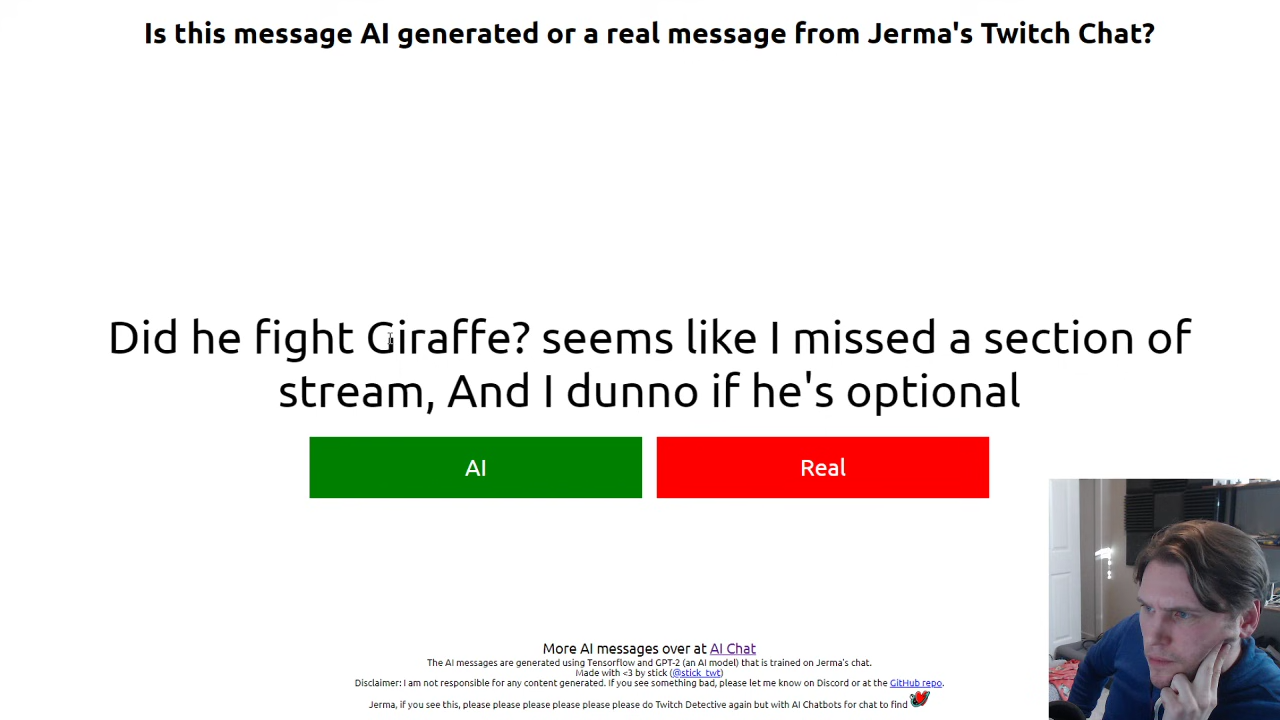 Is this message AI generated or a real message from Jerma's Twitch Chat?
Did he fight Giraffe? seems like I missed a section of
stream, And I dunno if he's optional
AI
Real
More AI messages over at AI Chat
The AI messages are generated using Tensorflow and GPT-2 (an AI model) that is trained on Jerma's chat.
Made with <3 by stick (@stick_twt)
Disclaimer: I am not responsible for any content generated. If you see something bad, please let me know on Discord or at the GitHub repo.
Jerma, if you see this, please please please please please please do Twitch Detective again but with AI Chatbots for chat to find